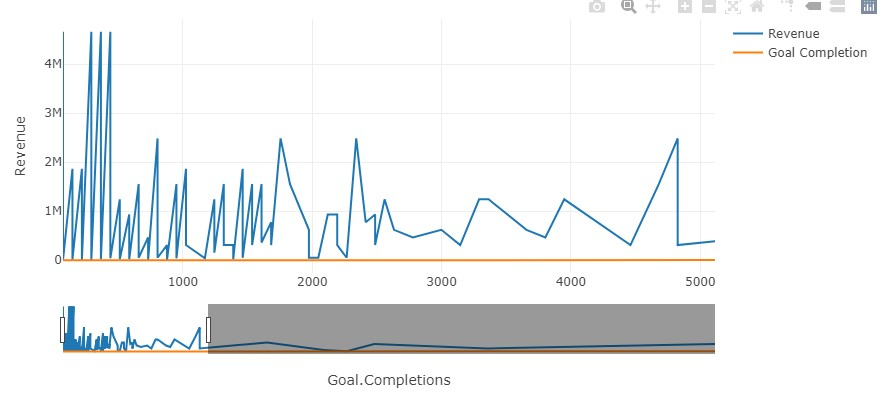 Revenue
Goal Completion
4M
3M
2M
1M
0
Revenue
1000
2000
3000
4000
5000
Goal.Completions